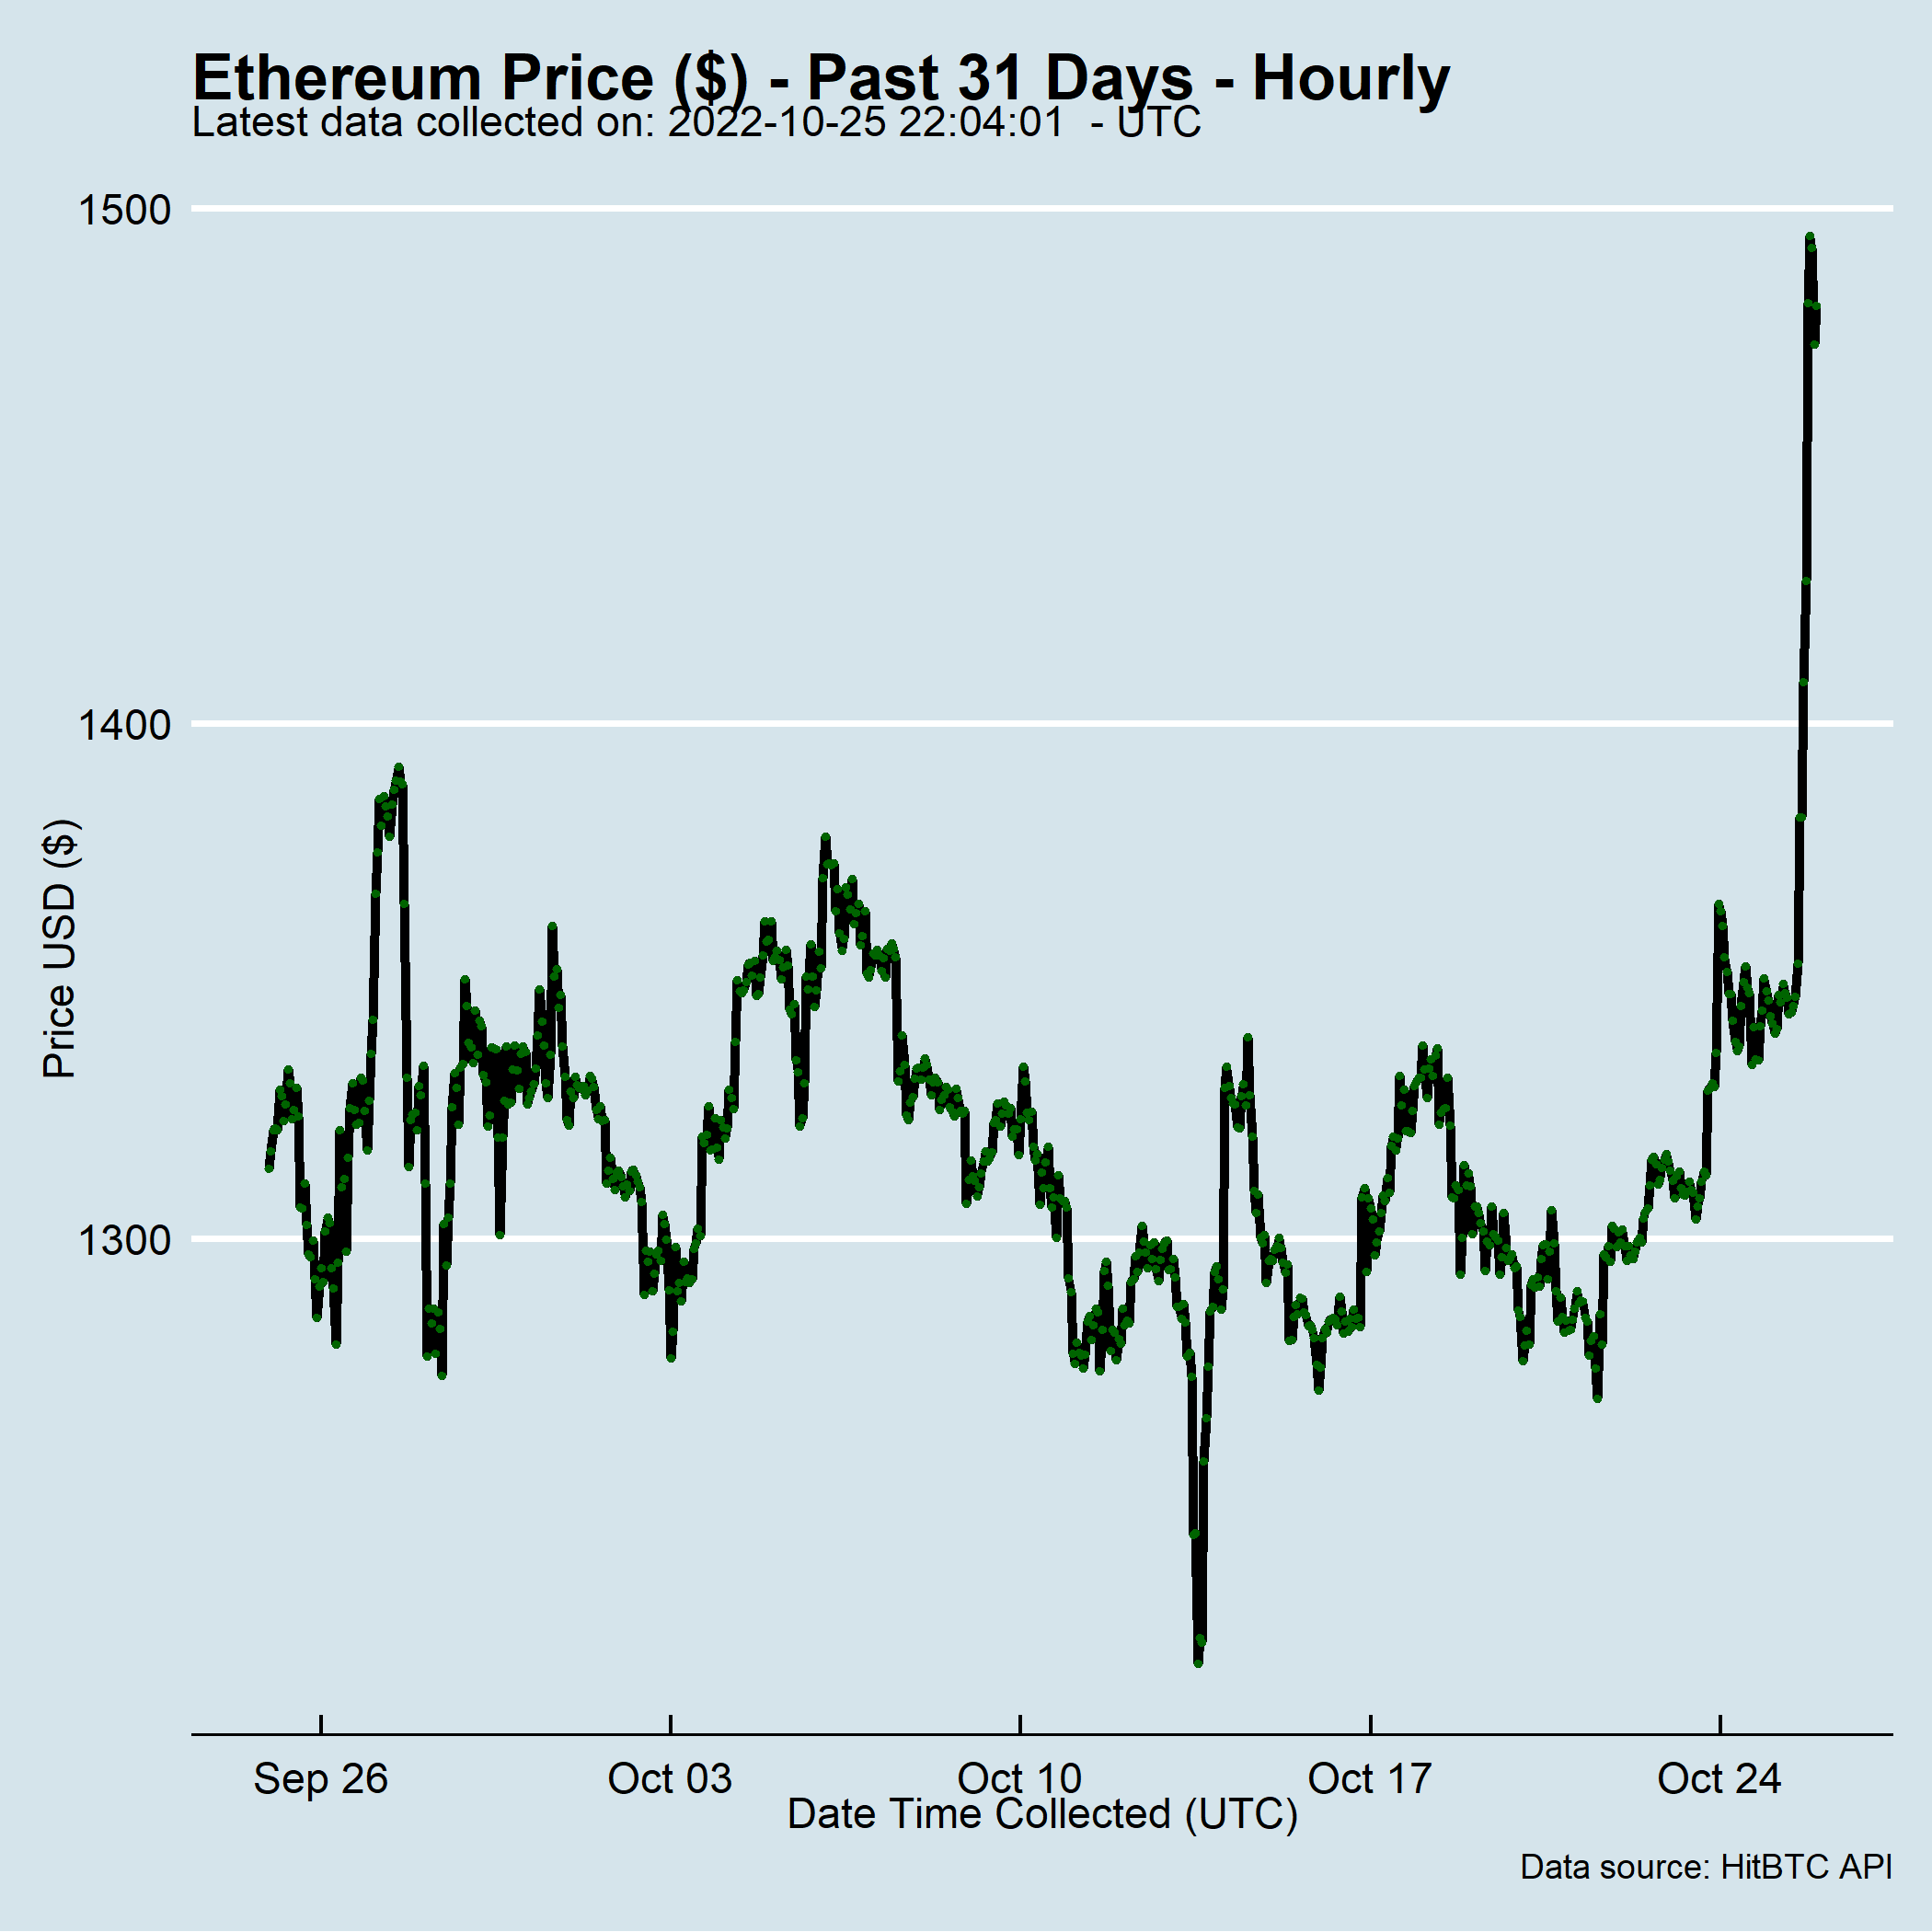 Ethereum Price ($) - Past 31 Days - Hourly
Latest data collected on: 2022-10-25 22:04:01  - UTC
1500
1400
1300
Price USD ($)
Sep 26
Oct 03
Oct 10
Oct 17
Oct 24
Date Time Collected (UTC)
Data source: HitBTC API